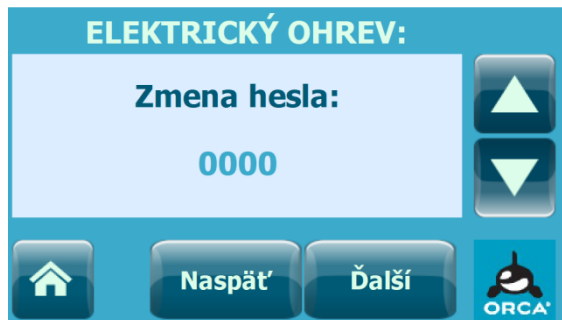 ELEKTRICKÝ OHREV:
Zmena hesla:
0000
Naspäť
Ďalší
ORCA